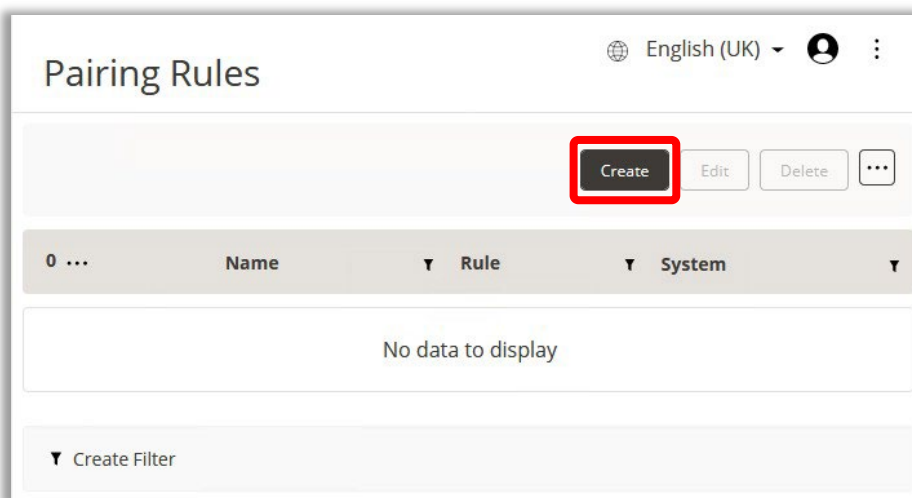 English (UK)
Pairing Rules
Create Edit Delete ...
0 ... Name Rule System
No data to display
Create Filter